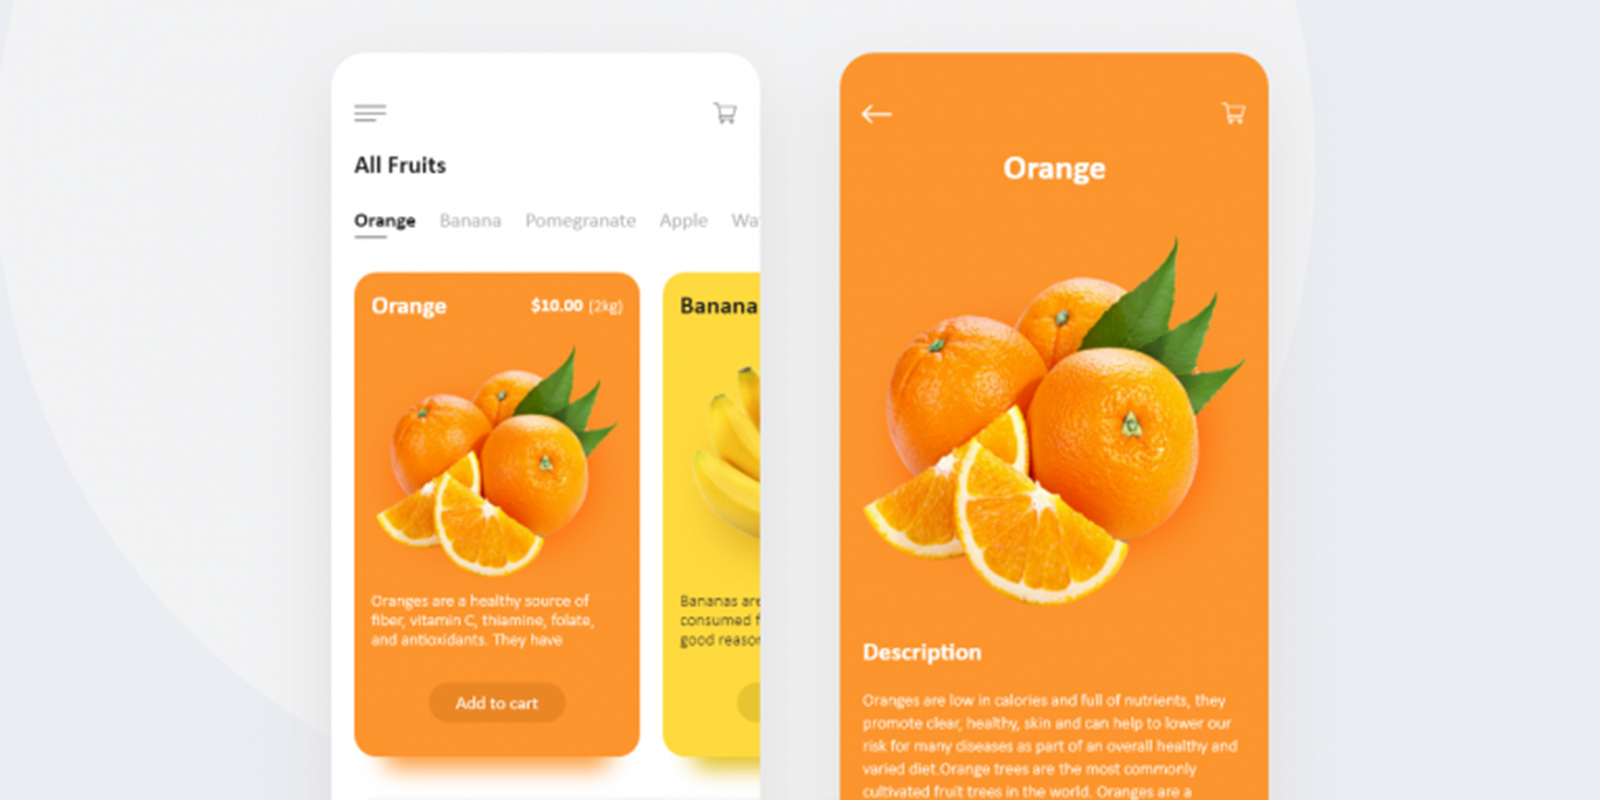 All Fruits
Orange Banana Pomegranate Apple
Orange $10.00 (2kg)
Oranges are a healthy source of
fiber, vitamin C, thiamine, folate,
and antioxidants. They have
Add to cart
Banana
Bananas are
consumed
good reason
Orange
Description
Oranges are low in calories and full of nutrients, they
promote clear, healthy, skin and can help to lower our
risk for many diseases as part of an overall healthy and
varied diet.Orange trees are the most commonly
cultivated fruit trees in the world. Oranges are a